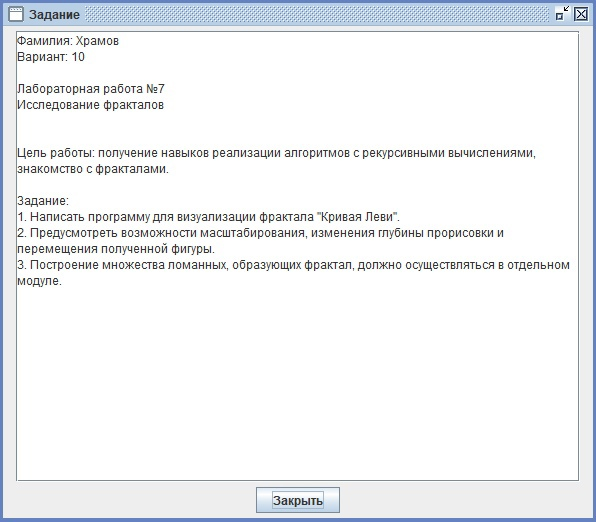 Задание
Фамилия: Храмов
Вариант: 10
Лабораторная работа №7
Исследование фракталов
Цель работы: получение навыков реализации алгоритмов с рекурсивными вычислениями,
знакомство с фракталами.
Задание:
1. Написать программу для визуализации фрактала "Кривая Леви".
2. Предусмотреть возможности масштабирования, изменения глубины прорисовки и
перемещения полученной фигуры.
3. Построение множества ломанных, образующих фрактал, должно осуществляться в отдельном
модуле.
Закрыть